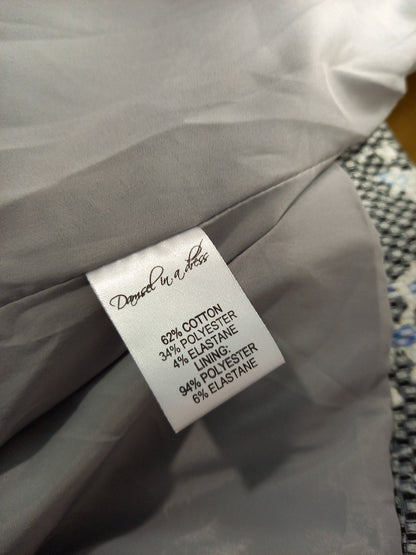 Damsel in a dress
62% COTTON
34% POLYESTER
4% ELASTANE
LINING:
94% POLYESTER
6% ELASTANE